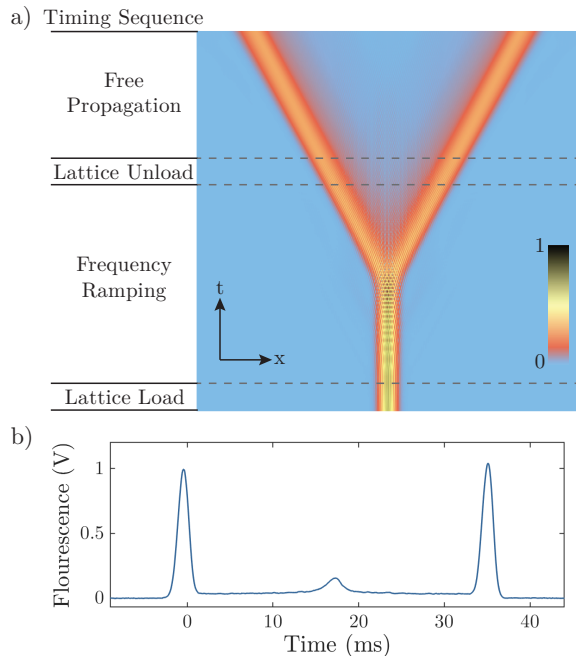 a) Timing Sequence
Free
Propagation
Lattice Unload
Frequency
Ramping
t
x
1
0
Lattice Load
b)
Flourescence (V)
1
0.5
0
0
10
20
30
40
Time (ms)